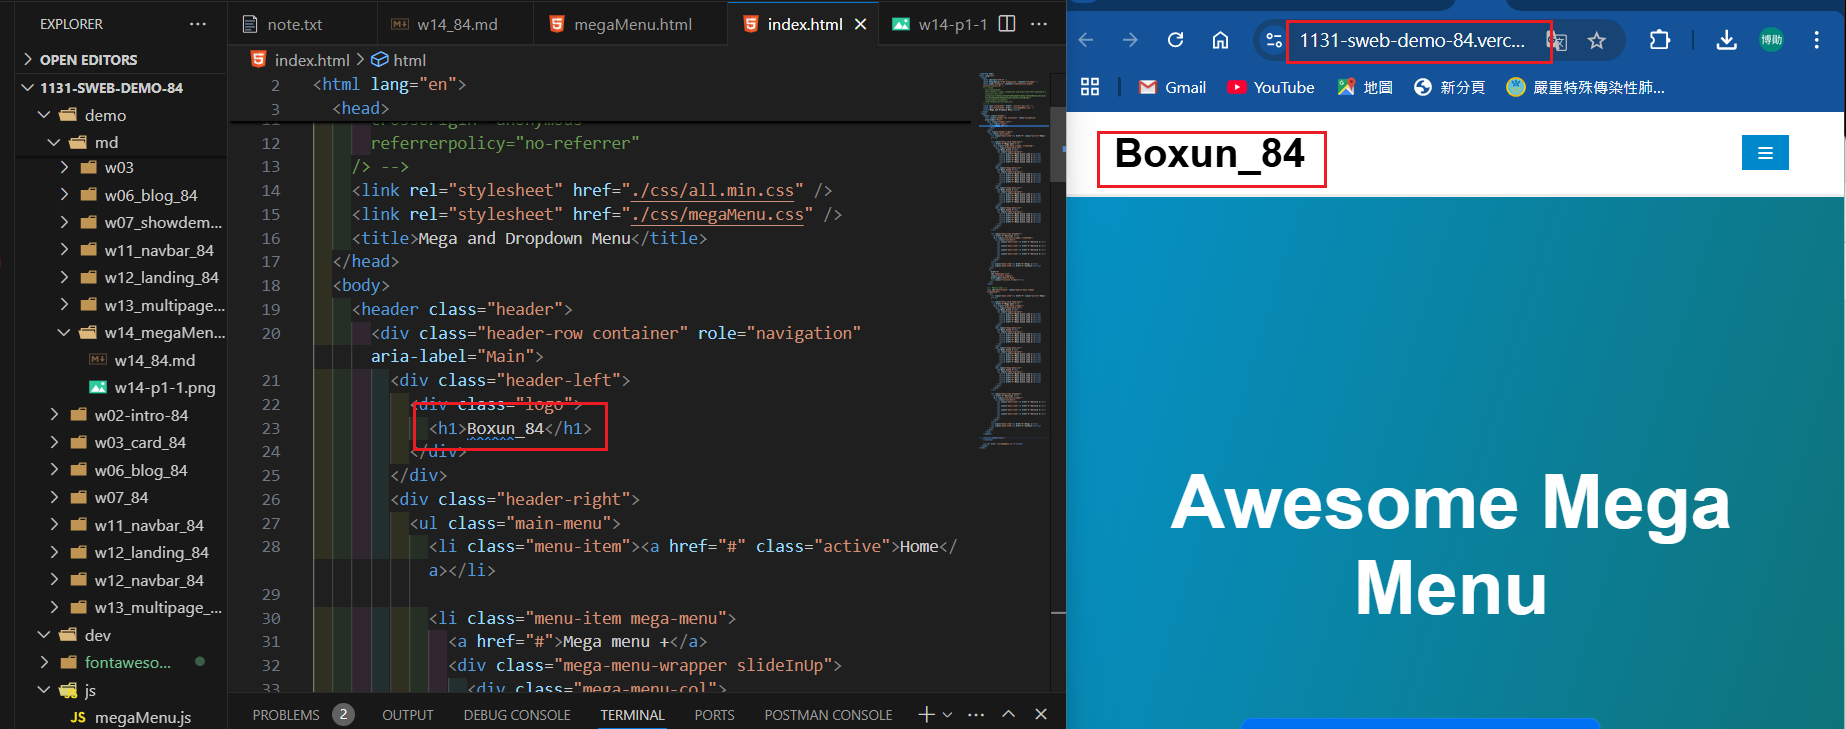 EXPLORER
OPEN EDITORS
1131-SWEB-DEMO-84
demo
md
w03
w06_blog_84
w07_showdem...
w11_navbar_84
w12_landing_84
w13_multipage...
w14_megaMen...
w14_84.md
w14-p1-1.png
w02-intro-84
w03_card_84
w06_blog_84
w07_84
w11_navbar_84
w12_landing_84
w12_navbar_84
w13_multipage_...
dev
fontaweso...
js
JS megaMenu.js
note.txt w14_84.md megaMenu.html index.html w14-p1-1
index.html > html
2 <html lang="en">
3 <head>
12 referrerpolicy="no-referrer"
13 /> -->
14 <link rel="stylesheet" href="./css/all.min.css" />
15 <link rel="stylesheet" href="./css/megaMenu.css" />
16 <title>Mega and Dropdown Menu</title>
17 </head>
18 <body>
19 <header class="header">
20 <div class="header-row container" role="navigation"
aria-label="Main">
21 <div class="header-left">
22 <div class="logo">
23 <h1>Boxun_84</h1>
24 </div>
25 </div>
26 <div class="header-right">
27 <ul class="main-menu">
28 <li class="menu-item"><a href="#" class="active">Home</
a></li>
29
30 <li class="menu-item mega-menu">
31 <a href="#">Mega menu +</a>
32 <div class="mega-menu-wrapper slideInUp">
33 <div class="mega-menu-col">
PROBLEMS 2 OUTPUT DEBUG CONSOLE TERMINAL PORTS POSTMAN CONSOLE
1131-sweb-demo-84.verc...
博勛
Gmail YouTube 地圖 新分頁 嚴重特殊傳染性肺...
Boxun_84
Awesome Mega
Menu